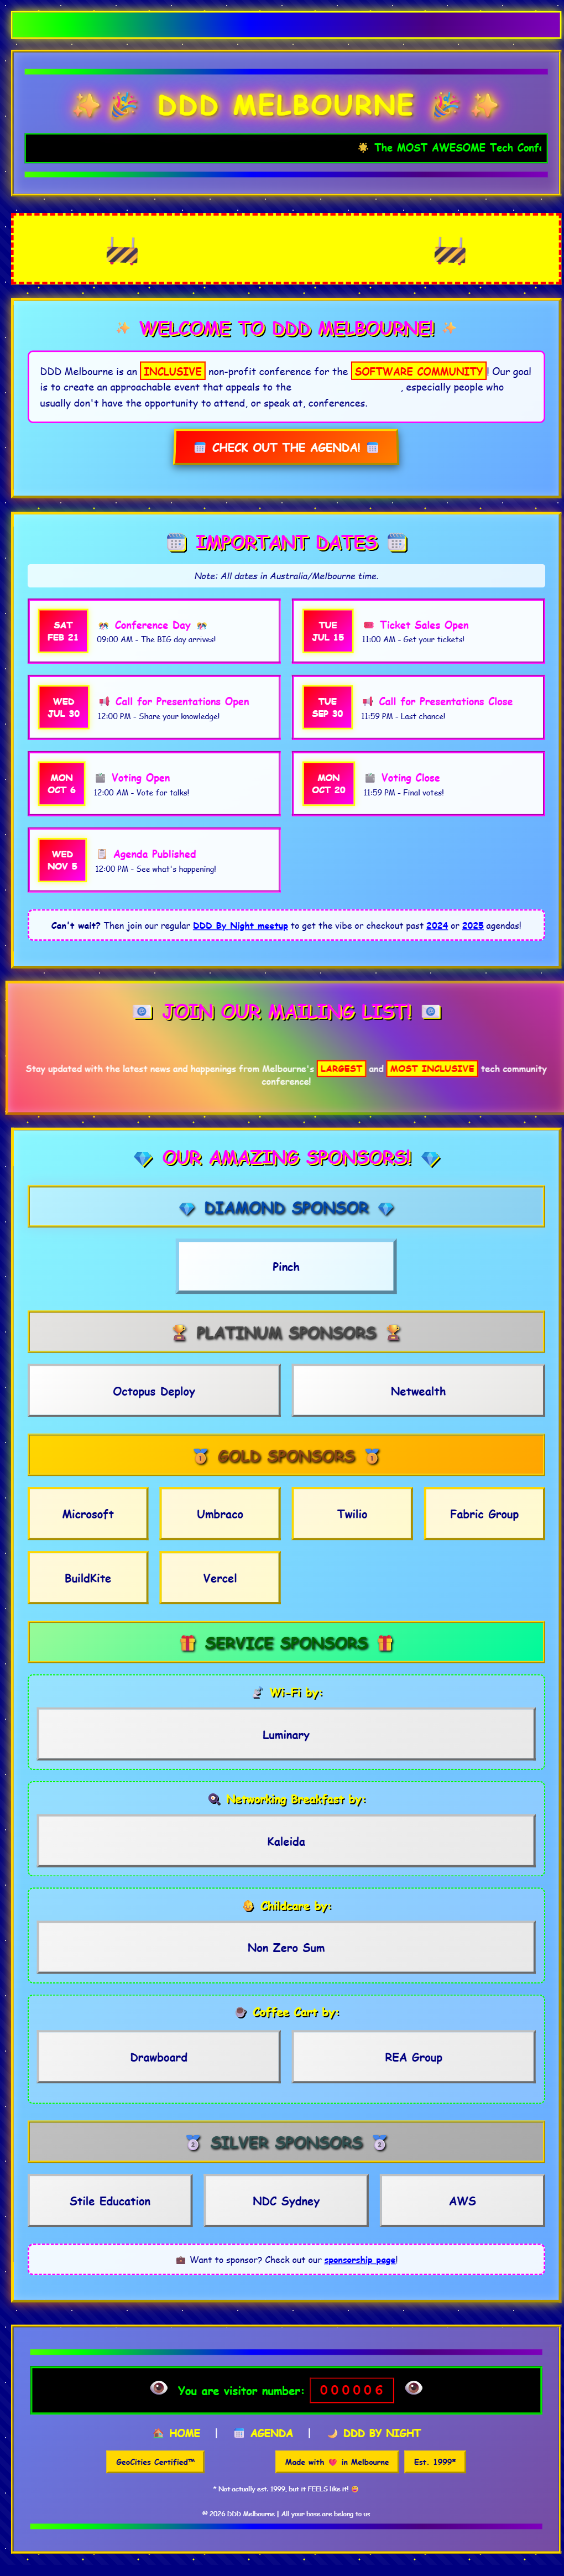 ✨🎉 DDD MELBOURNE 🎉✨
🌟 The MOST AWESOME Tech Confe
✨ WELCOME TO DDD MELBOURNE! ✨
DDD Melbourne is an INCLUSIVE non-profit conference for the SOFTWARE COMMUNITY! Our goal
is to create an approachable event that appeals to the , especially people who
usually don't have the opportunity to attend, or speak at, conferences.
🗓️ CHECK OUT THE AGENDA! 🗓️
🗓️ IMPORTANT DATES 🗓️
Note: All dates in Australia/Melbourne time.
SAT
FEB 21
Conference Day
09:00 AM - The BIG day arrives!
TUE
JUL 15
🎟️ Ticket Sales Open
11:00 AM - Get your tickets!
WED
JUL 30
📢 Call for Presentations Open
12:00 PM - Share your knowledge!
TUE
SEP 30
📢 Call for Presentations Close
11:59 PM - Last chance!
MON
OCT 6
🗳️ Voting Open
12:00 AM - Vote for talks!
MON
OCT 20
🗳️ Voting Close
11:59 PM - Final votes!
WED
NOV 5
📋 Agenda Published
12:00 PM - See what's happening!
Can't wait? Then join our regular DDD By Night meetup to get the vibe or checkout past 2024 or 2025 agendas!
📧 JOIN OUR MAILING LIST! 📧
Stay updated with the latest news and happenings from Melbourne's LARGEST and MOST INCLUSIVE tech community
conference!
💎 OUR AMAZING SPONSORS! 💎
💎 DIAMOND SPONSOR 💎
Pinch
🏆 PLATINUM SPONSORS 🏆
Octopus Deploy
Netwealth
🥇 GOLD SPONSORS 🥇
Microsoft
Umbraco
Twilio
Fabric Group
BuildKite
Vercel
🎁 SERVICE SPONSORS 🎁
📡 Wi-Fi by:
Luminary
🍳 Networking Breakfast by:
Kaleida
👶 Childcare by:
Non Zero Sum
☕ Coffee Cart by:
Drawboard
REA Group
🥈 SILVER SPONSORS 🥈
Stile Education
NDC Sydney
AWS
💼 Want to sponsor? Check out our sponsorship page!
👁️ You are visitor number: 000006 👁️
🏠 HOME | 🗓️ AGENDA | 🌙 DDD BY NIGHT
GeoCities Certified™
Made with ❤️ in Melbourne
Est. 1999*
* Not actually est. 1999, but it FEELS like it! 😜
© 2026 DDD Melbourne | All your base are belong to us